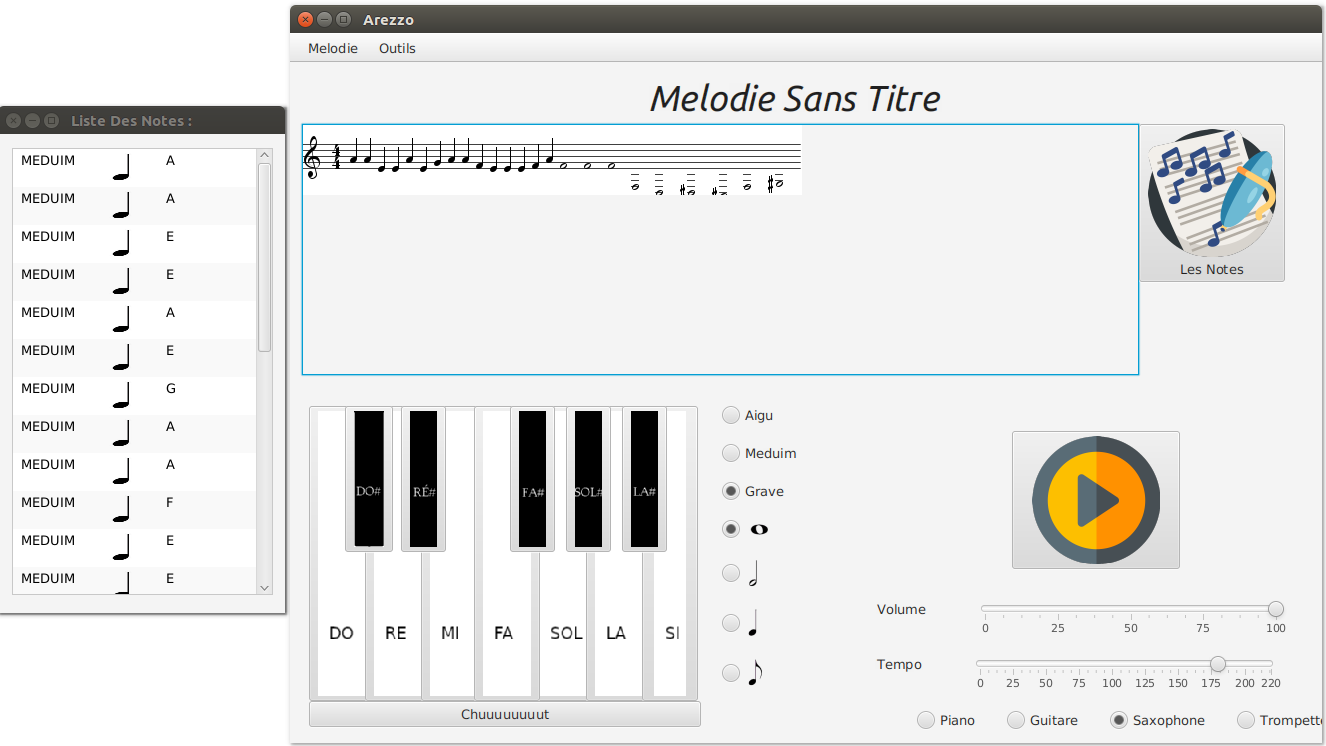 Arezzo
Melodie Outils
Melodie Sans Titre
Les Notes
Liste Des Notes :
MEDUIM A
MEDUIM A
MEDUIM E
MEDUIM E
MEDUIM A
MEDUIM E
MEDUIM G
MEDUIM A
MEDUIM A
MEDUIM F
MEDUIM E
MEDUIM E
DO# RÉ# FA# SOL# LA#
DO RE MI FA SOL LA SI
Chuuuuuuuut
Aigu
Meduim
Grave
Volume
0 25 50 75 100
Tempo
0 25 50 75 100 125 150 175 200 220
Piano Guitare Saxophone Trompett